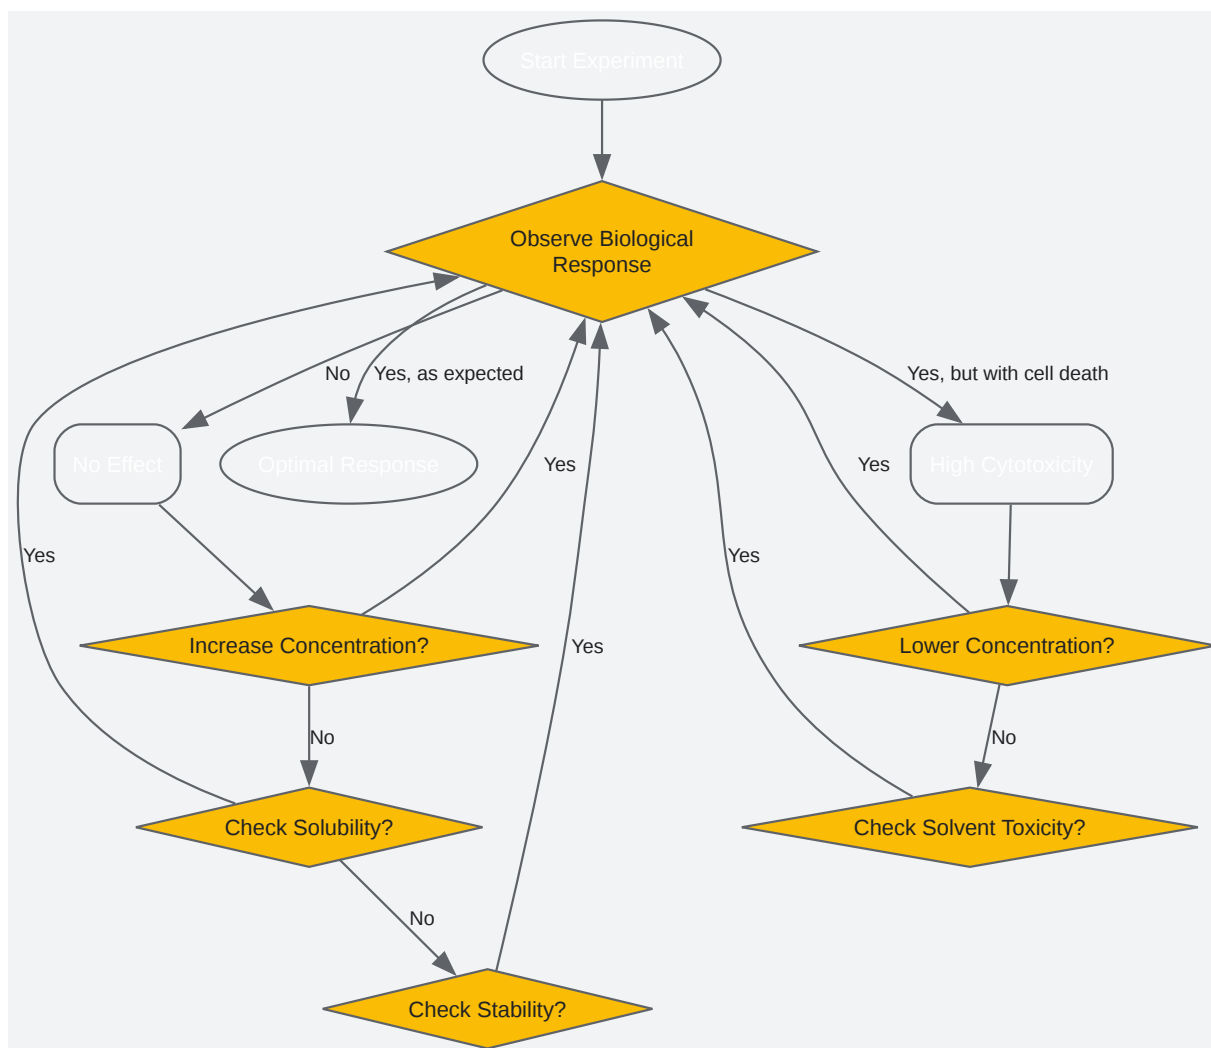 Start Experiment
Observe Biological
Response
No
Yes, as expected
Yes, but with cell death
No Effect
Optimal Response
Yes
Yes
High Cytotoxicity
Yes
Yes
Increase Concentration?
Yes
Lower Concentration?
No
No
Check Solubility?
Check Solvent Toxicity?
No
Check Stability?